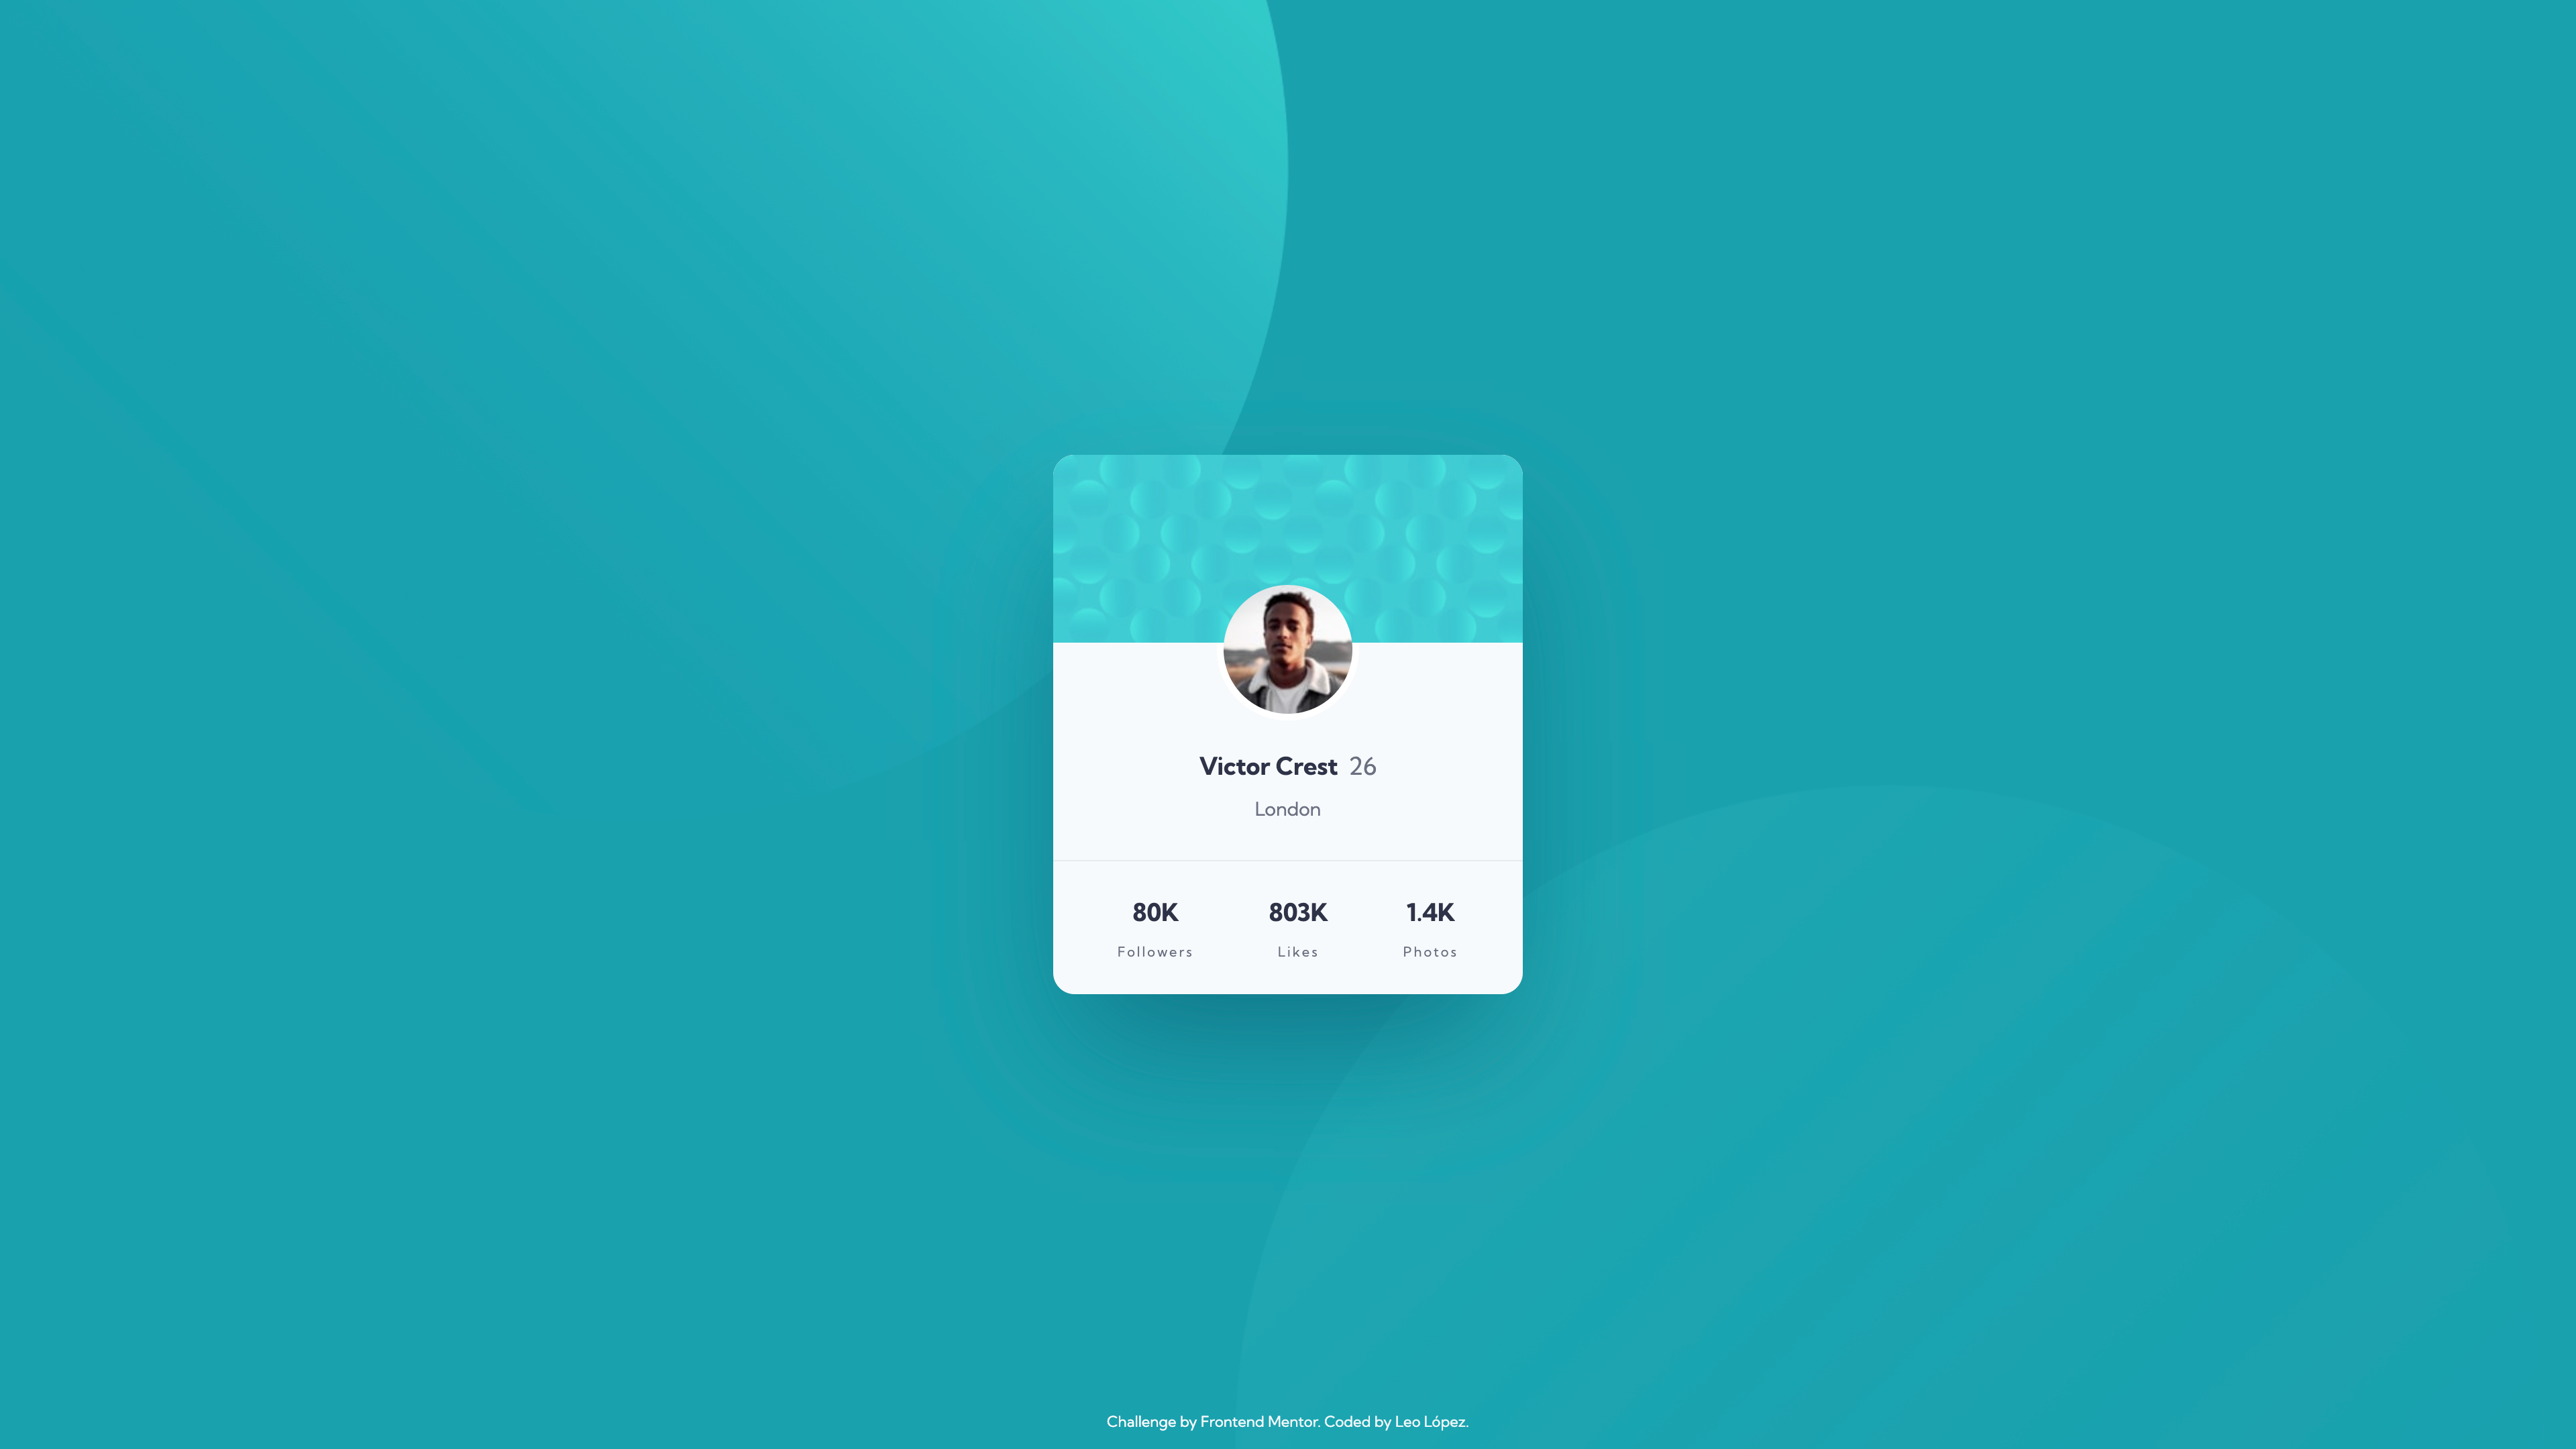 Victor Crest 26
London
80K 803K 1.4K
Followers Likes Photos
Challenge by Frontend Mentor. Coded by Leo López.